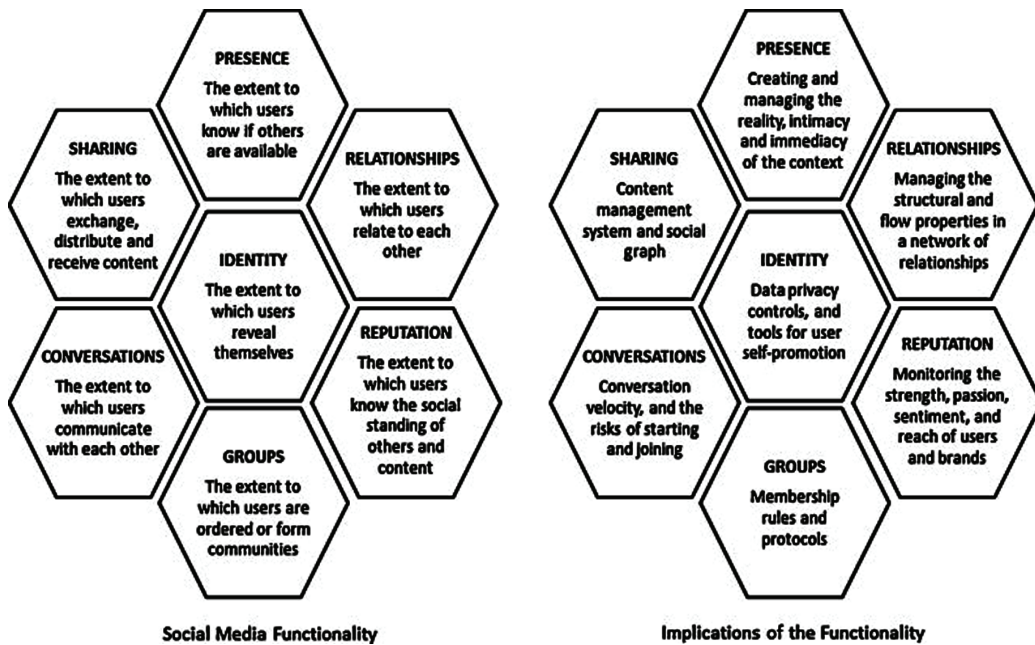 PRESENCE
The extent to
which users
know if others
are available
SHARING
The extent to
which users
exchange,
distribute and
receive content
RELATIONSHIPS
The extent to
which users
relate to each
other
IDENTITY
The extent to
which users
reveal
themselves
CONVERSATIONS
The extent to
which users
communicate
with each other
REPUTATION
The extent to
which users
know the social
standing of
others and
content
GROUPS
The extent to
which users are
ordered or form
communities
Social Media Functionality
PRESENCE
Creating and
managing the
reality, intimacy
and immediacy
of the context
SHARING
Content
management
system and social
graph
RELATIONSHIPS
Managing the
structural and
flow properties in
a network of
relationships
IDENTITY
Data privacy
controls, and
tools for user
self-promotion
CONVERSATIONS
Conversation
velocity, and the
risks of starting
and joining
REPUTATION
Monitoring the
strength, passion,
sentiment, and
reach of users
and brands
GROUPS
Membership
rules and
protocols
Implications of the Functionality